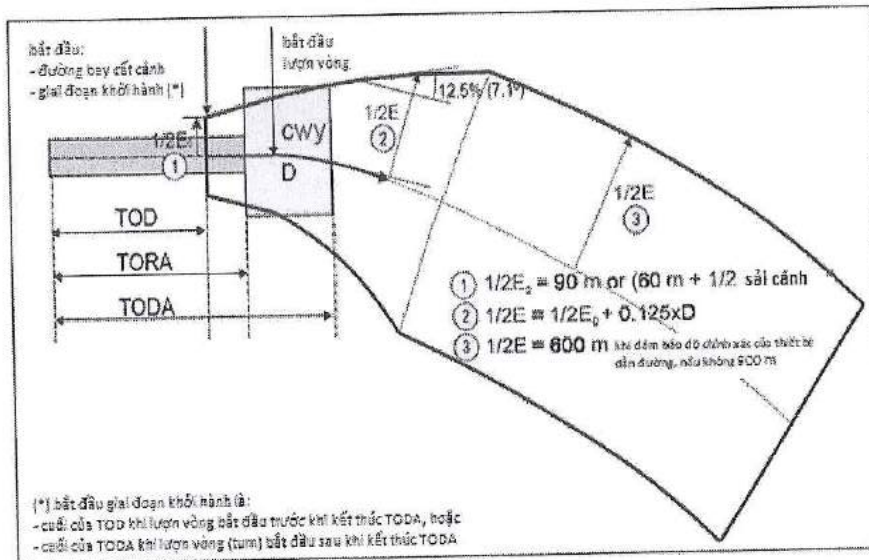 bắt đầu:
- đường bay cất cánh
- giai đoạn khởi hành (*)
bắt đầu
lượn vòng
1/2E
1
CWY
D
1/2E
2
12.5% (7.1°)
1/2E
3
TOD
TORA
TODA
1 1/2E₀ = 90 m or (60 m + 1/2 sải cánh
2 1/2E = 1/2E₀ + 0.125xD
3 1/2E = 600 m khi đảm bảo độ chính xác của thiết bị
dẫn đường, nếu không 900 m
(*) bắt đầu giai đoạn khởi hành là:
- cuối của TOD khi lượn vòng bắt đầu trước khi kết thúc TODA, hoặc
- cuối của TODA khi lượn vòng (turn) bắt đầu sau khi kết thúc TODA